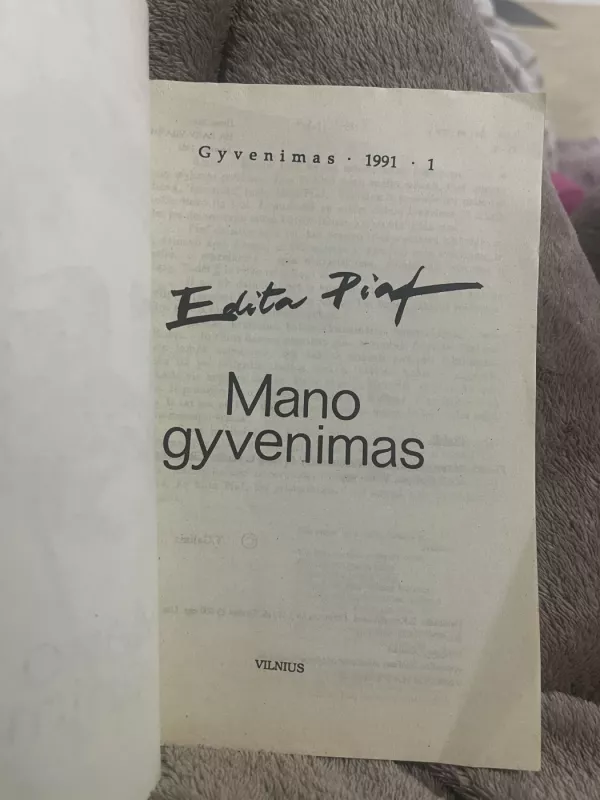 Gyvenimas · 1991 · 1
Edita Piaf
Mano
gyvenimas
VILNIUS